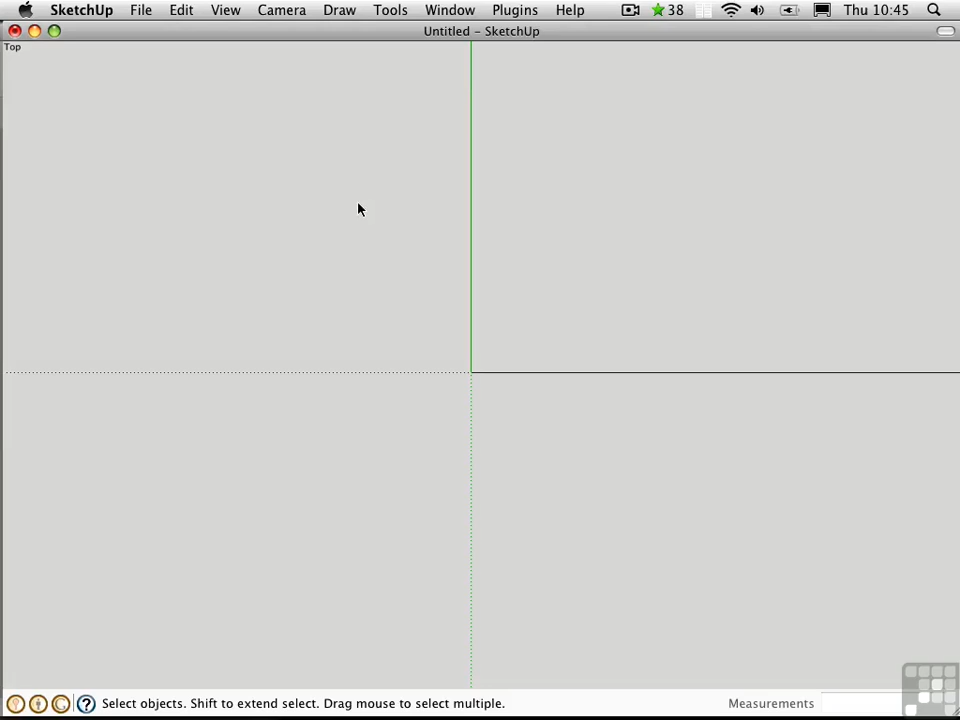 SketchUp File Edit View Camera Draw Tools Window Plugins Help 38 Thu 10:45
Untitled - SketchUp
Top
Select objects. Shift to extend select. Drag mouse to select multiple. Measurements